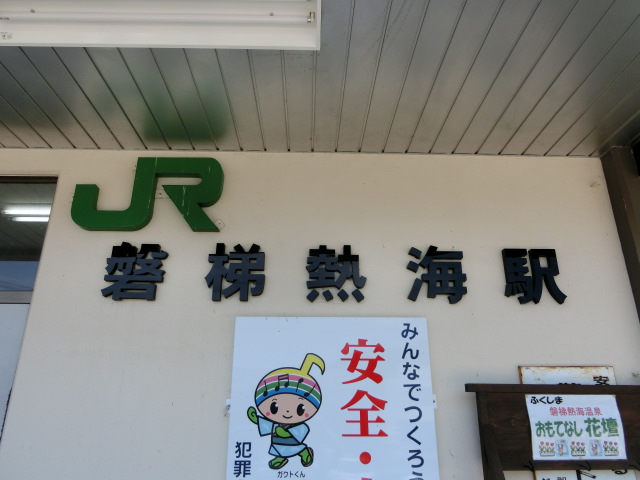 JR
磐梯熱海駅
みんなでつくろう
安全・
犯罪
ガクトくん
ふくしま
磐梯熱海温泉
おもてなし花壇